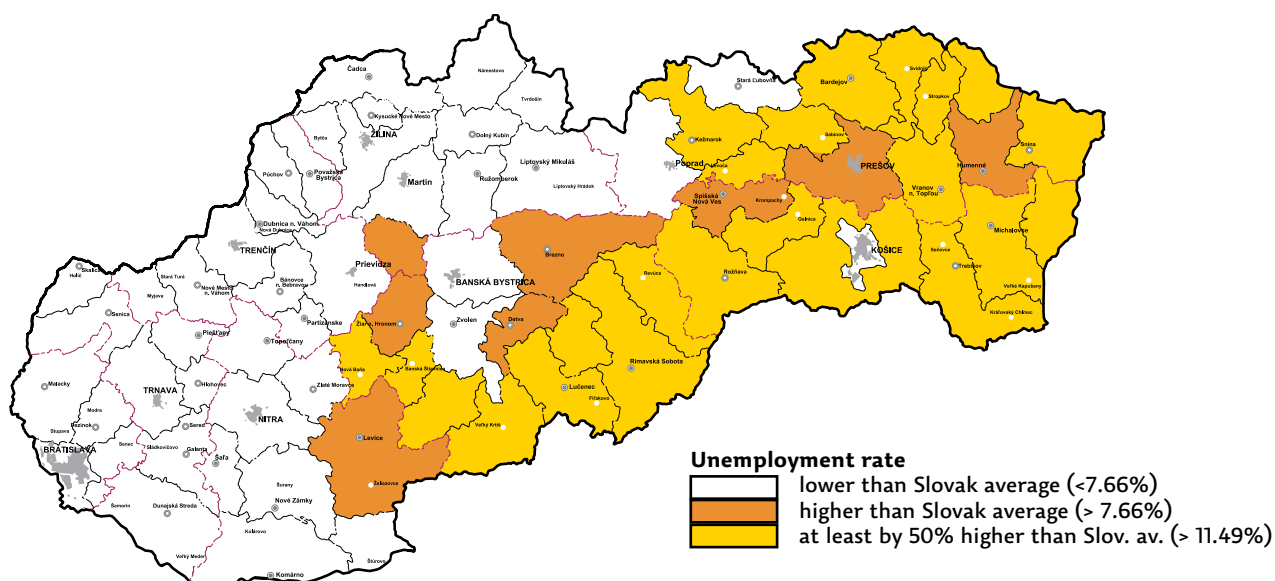 Čadca
Námestovo
Tvrdošín
Kysucké Nové Mesto
Bytča
ŽILINA
Dolný Kubín
Púchov
Považská
Bystrica
Martin
Ružomberok
Liptovský Mikuláš
Liptovský Hrádok
Stará Ľubovňa
Kežmarok
Poprad
Levoča
Sabinov
Bardejov
Svidník
Stropkov
PREŠOV
Humenné
Snina
Vranov
n. Topľou
Spišská
Nová Ves
Krompachy
Gelnica
KOŠICE
Michalovse
Sečovce
Trebišov
Veľké Kapušany
Kráľovský Chlmec
Rožňava
Revúca
Rimavská Sobota
Lučenec
Fiľakovo
Brezno
BANSKÁ BYSTRICA
Zvolen
Detva
Dubnica n. Váhom
Nová Dubnica
TRENČÍN
Prievidza
Handlová
Bánovce
n. Bebravou
Partizánske
Žiar n. Hronom
Nová Baňa
Banská Štiavnica
Veľký Krtíš
Skalica
Holíč
Stará Turá
Myjava
Nové Mesto
n. Váhom
Senica
Piešťany
Topoľčany
Malacky
TRNAVA
Hlohovec
Zlaté Moravce
Modra
Pezinok
Stupava
NITRA
Levice
Želiezovce
BRATISLAVA
Senec
Sereď
Sládkovičovo
Galanta
Šaľa
Šurany
Nové Zámky
Šamorín
Dunajská Streda
Kolárovo
Veľký Meder
Komárno
Štúrovo
Unemployment rate
lower than Slovak average (<7.66%)
higher than Slovak average (> 7.66%)
at least by 50% higher than Slov. av. (> 11.49%)